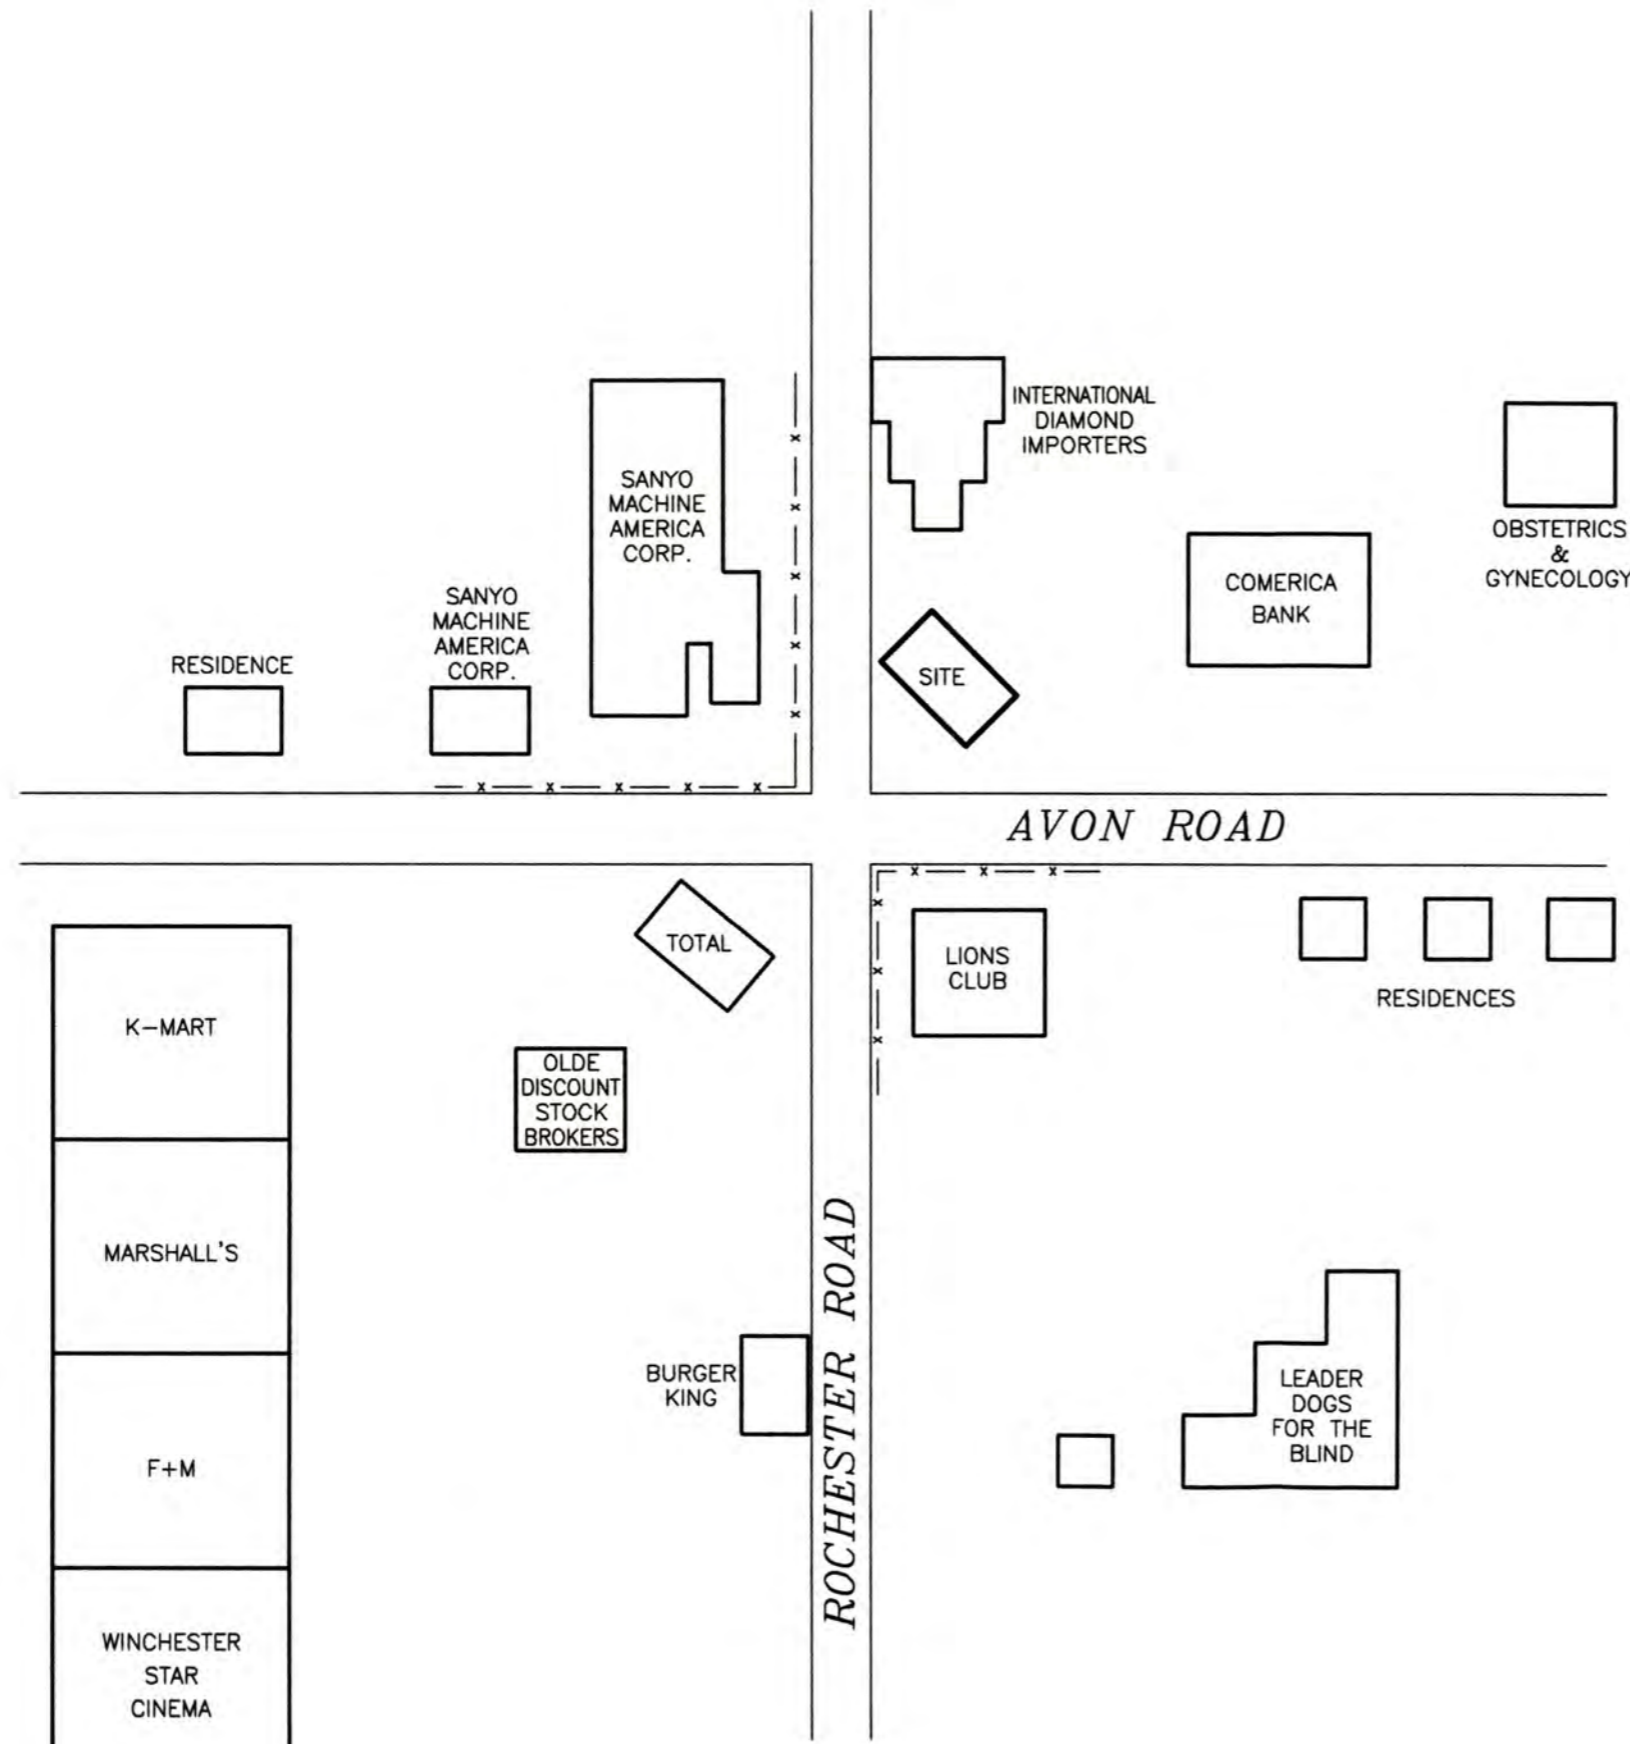 INTERNATIONAL
DIAMOND
IMPORTERS
SANYO
MACHINE
AMERICA
CORP.
OBSTETRICS
&
GYNECOLOGY
COMERICA
BANK
SANYO
MACHINE
AMERICA
CORP.
RESIDENCE
SITE
AVON ROAD
TOTAL
LIONS
CLUB
RESIDENCES
K-MART
OLDE
DISCOUNT
STOCK
BROKERS
MARSHALL'S
ROCHESTER ROAD
BURGER
KING
LEADER
DOGS
FOR THE
BLIND
F+M
WINCHESTER
STAR
CINEMA